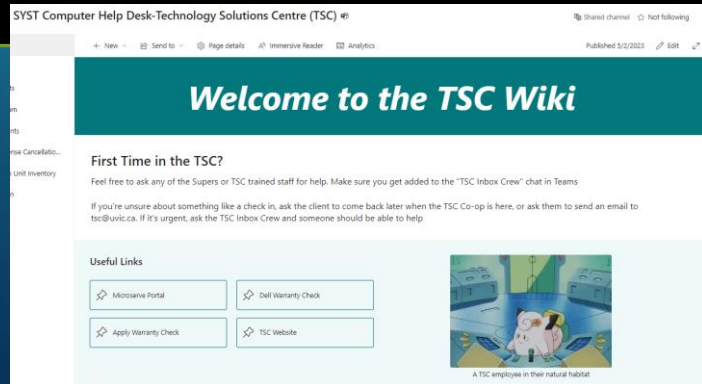 SYST Computer Help Desk-Technology Solutions Centre (TSC)
Shared channel Not following
+ New Send to Page details Immersive Reader Analytics
Published 5/2/2023 Edit
Welcome to the TSC Wiki
Unit Inventory
First Time in the TSC?
Feel free to ask any of the Supers or TSC trained staff for help. Make sure you get added to the "TSC Inbox Crew" chat in Teams
If you're unsure about something like a check in, ask the client to come back later when the TSC Co-op is here, or ask them to send an email to
tsc@uvic.ca. If it's urgent, ask the TSC Inbox Crew and someone should be able to help
Useful Links
Microserve Portal
Dell Warranty Check
Apply Warranty Check
TSC Website
A TSC employee in their natural habitat